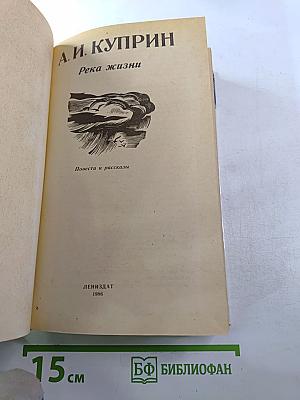 А. И. КУПРИН
Река жизни
Повести и рассказы
ЛЕНИЗДАТ
1986
15 см
БФ БИБЛИОФАН